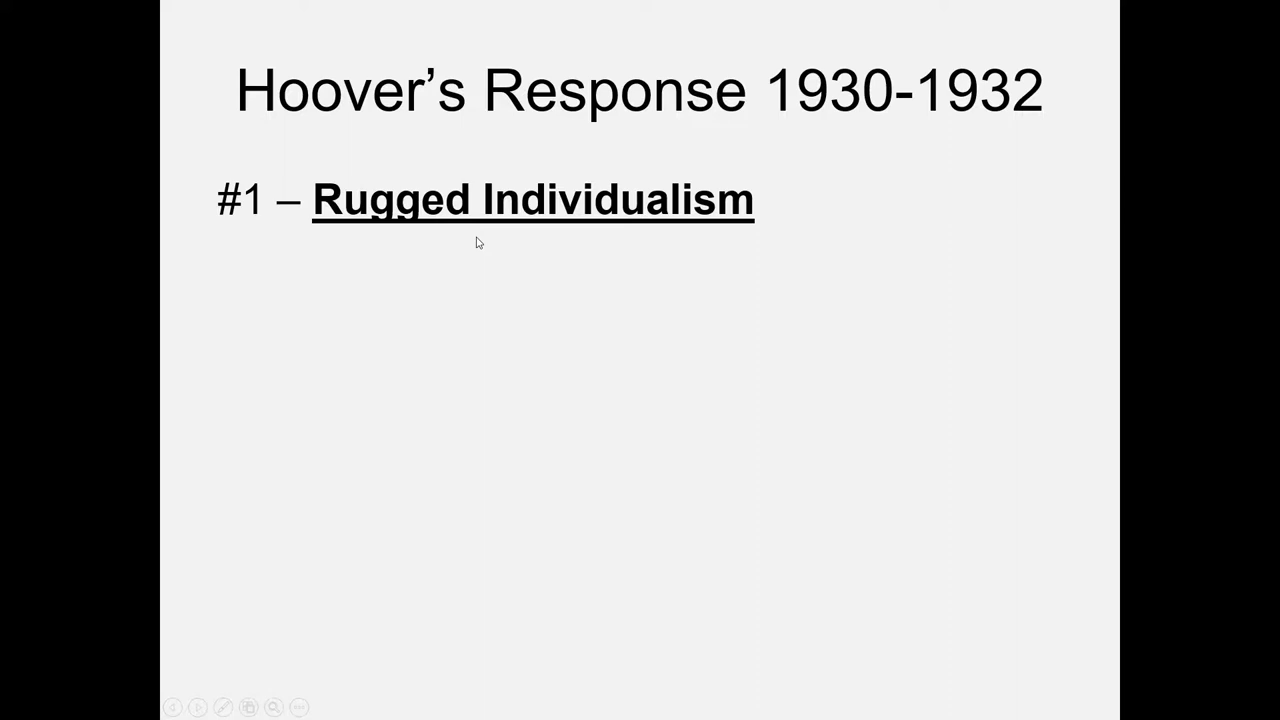 Hoover’s Response 1930-1932
#1 – Rugged Individualism